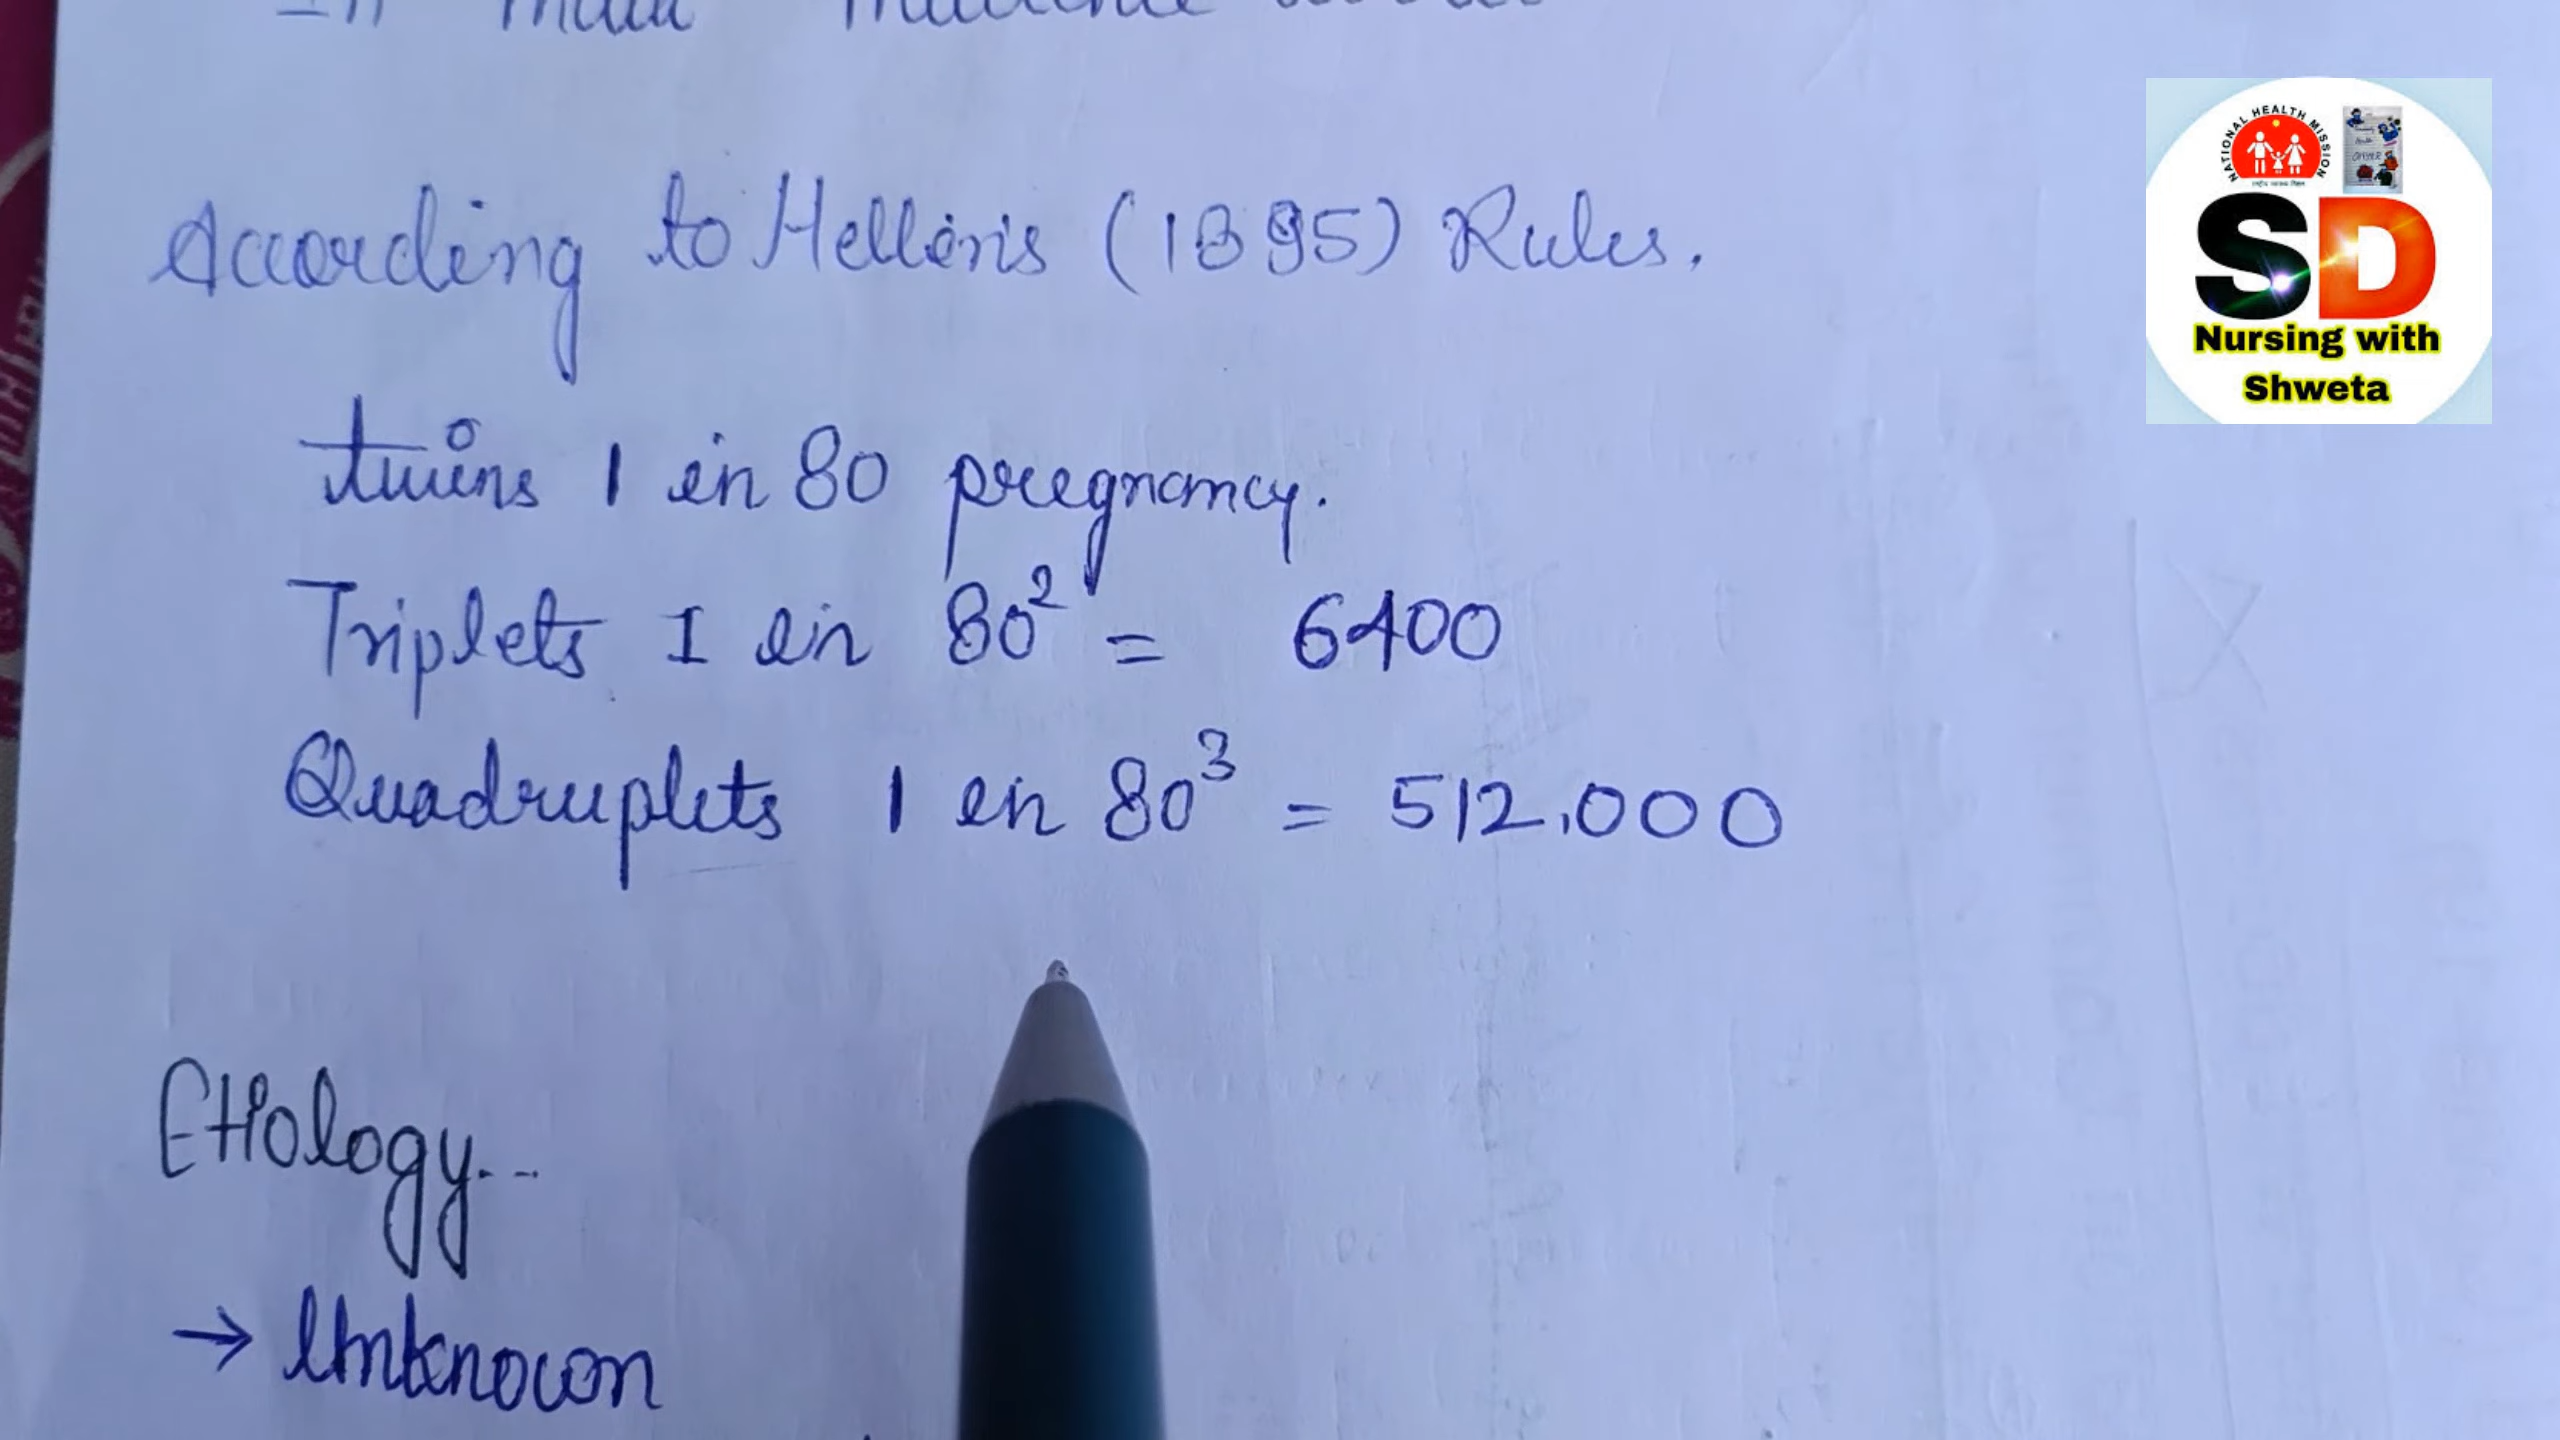 According to Hellin's (1895) Rules.
twins 1 in 80 pregnancy.
Triplets 1 in 80² = 6400
Quadruplets 1 in 80³ = 512,000
Etiology...
→ Unknown
NATIONAL HEALTH MISSION
SD
Nursing with
Shweta